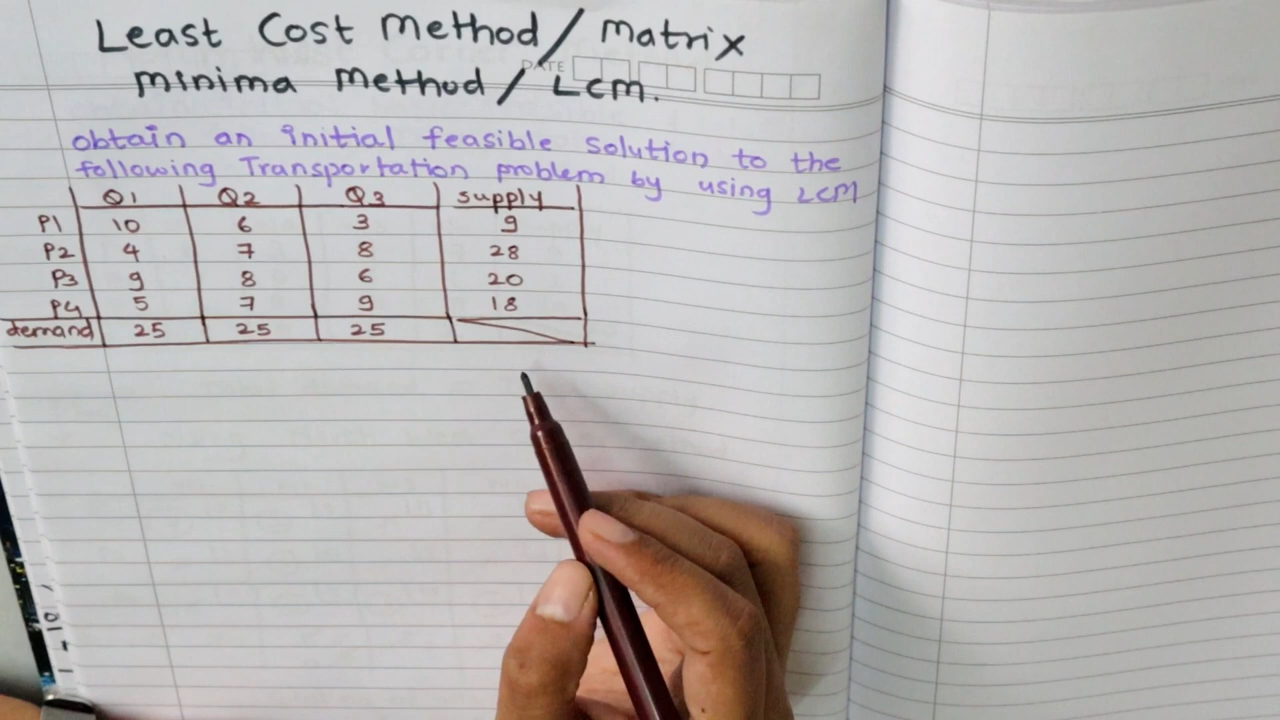 Least Cost Method / Matrix
DATE
minima Method / Lcm.
obtain an initial feasible solution to the
following Transportation problem by using LCM
Q1 Q2 Q3 supply
P1 10 6 3 9
P2 4 7 8 28
P3 9 8 6 20
P4 5 7 9 18
demand 25 25 25